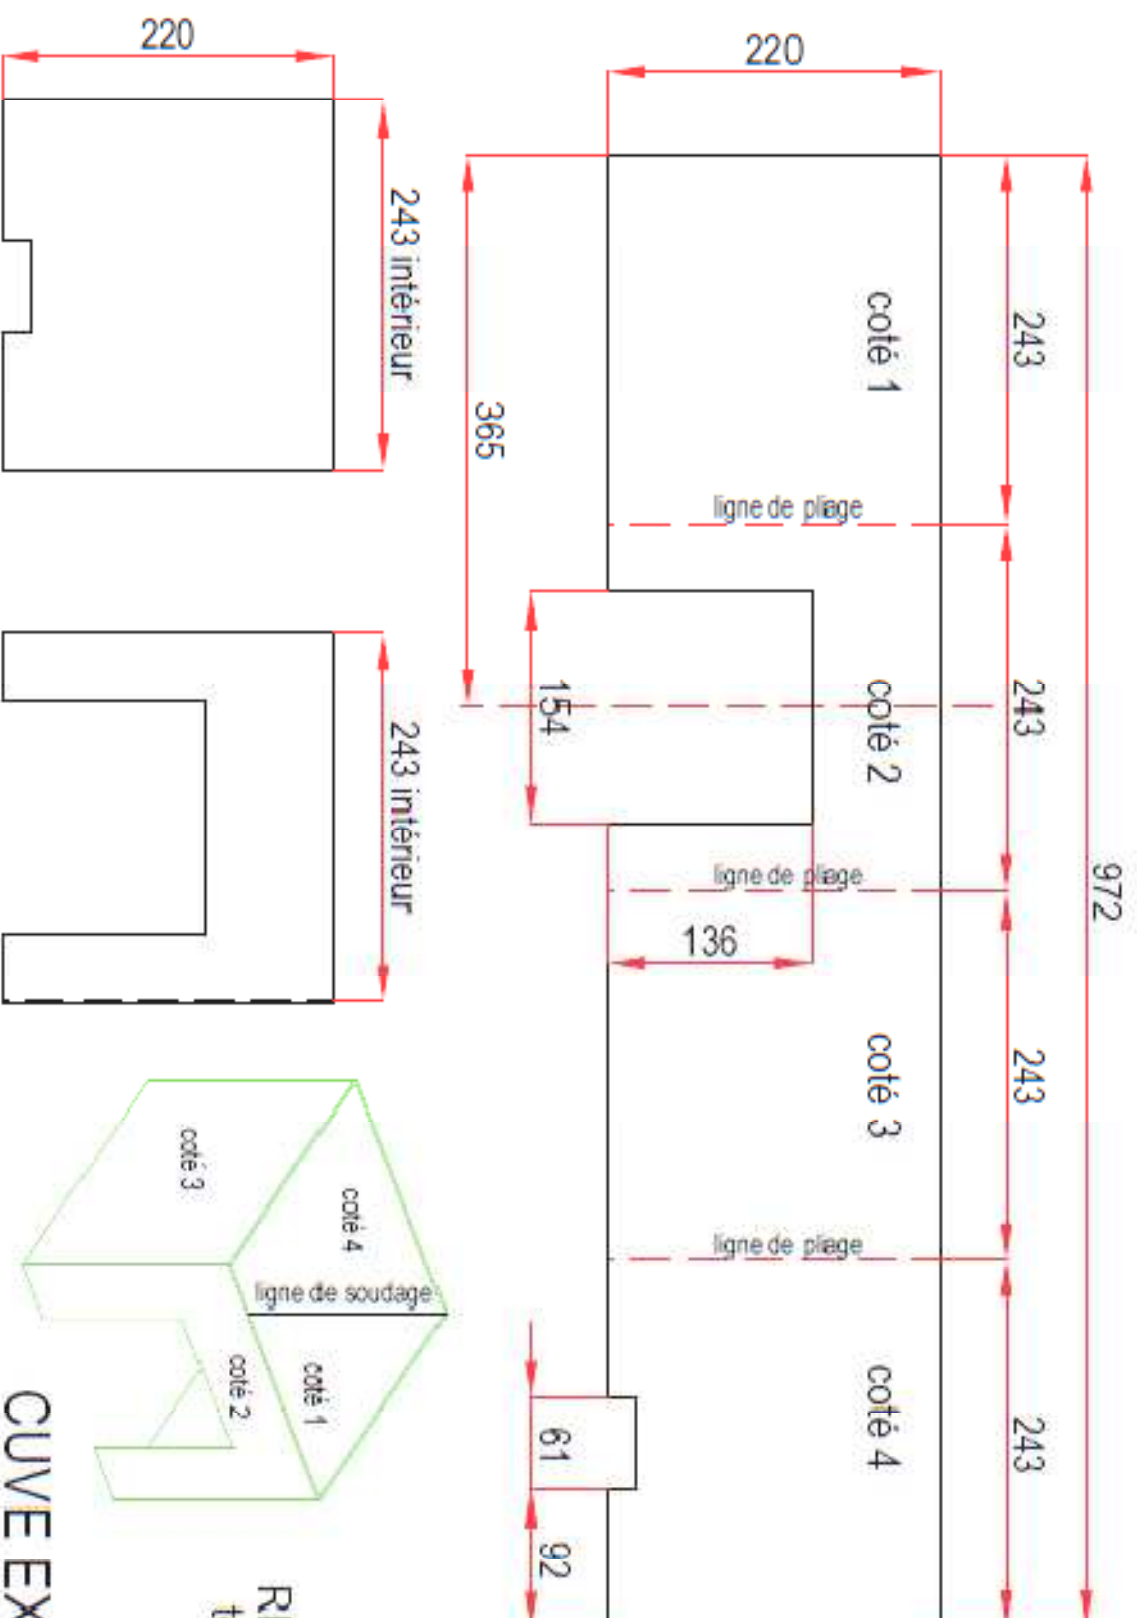 220
220
243 intérieur
243 intérieur
972
243
243
243
243
coté 1
coté 2
coté 3
coté 4
ligne de pliage
ligne de pliage
ligne de pliage
365
154
136
61
92
coté 3
coté 4
ligne de soudage
coté 2
coté 1
CUVE EX